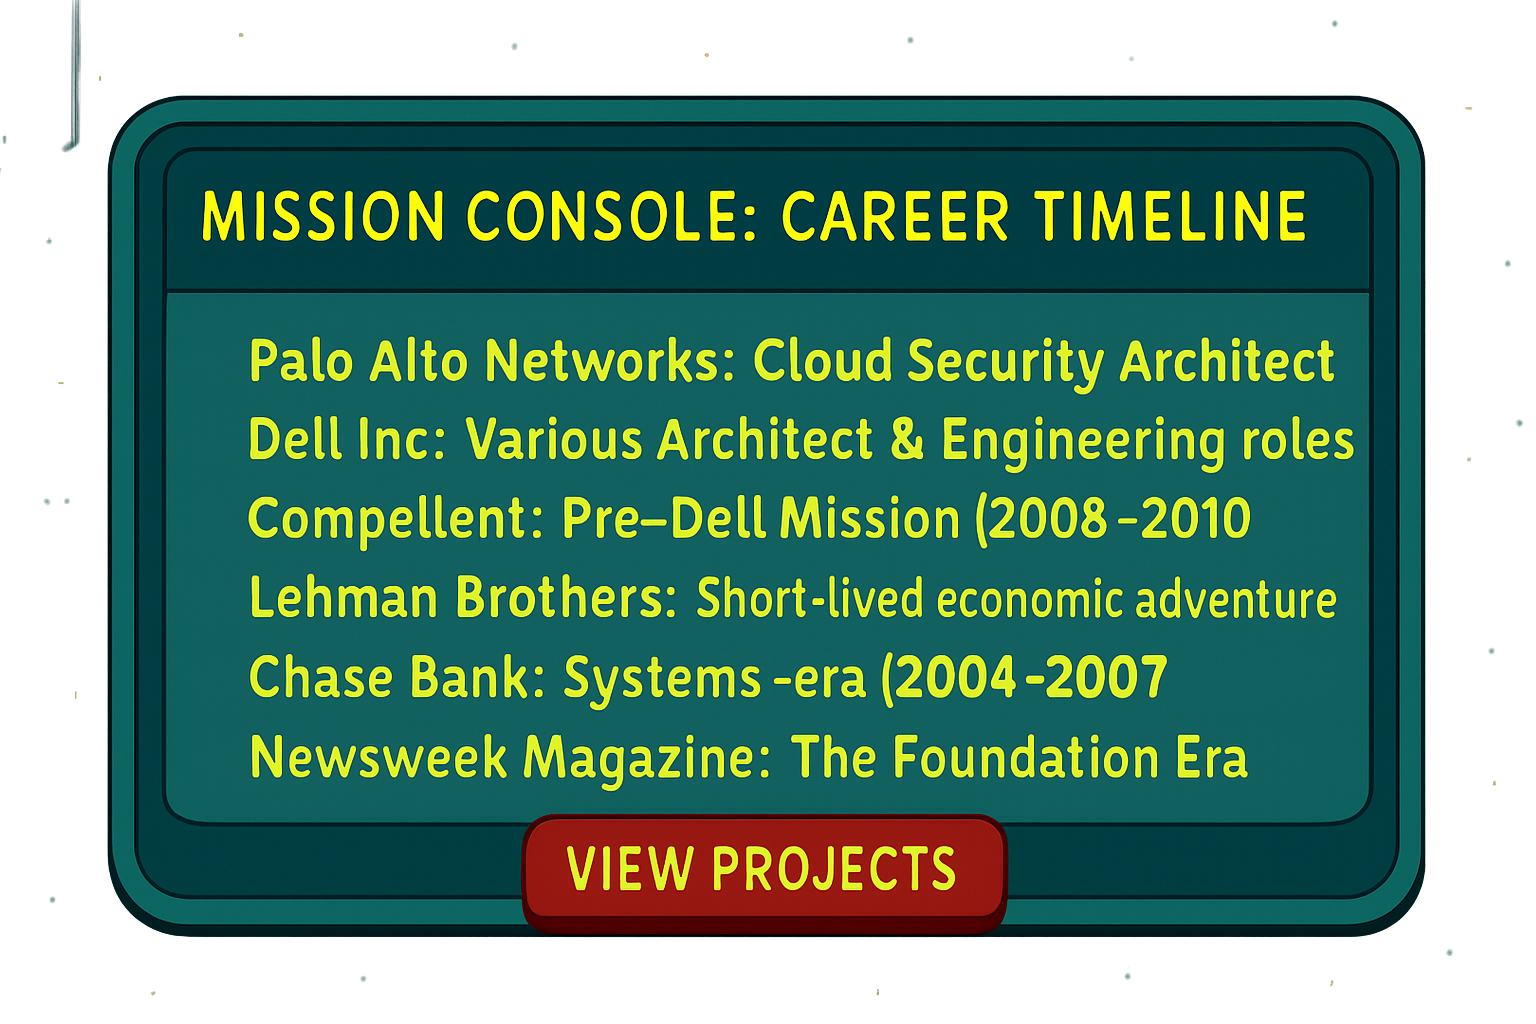 MISSION CONSOLE: CAREER TIMELINE
Palo Alto Networks: Cloud Security Architect
Dell Inc: Various Architect & Engineering roles
Compellent: Pre–Dell Mission (2008-2010
Lehman Brothers: Short-lived economic adventure
Chase Bank: Systems-era (2004-2007
Newsweek Magazine: The Foundation Era
VIEW PROJECTS